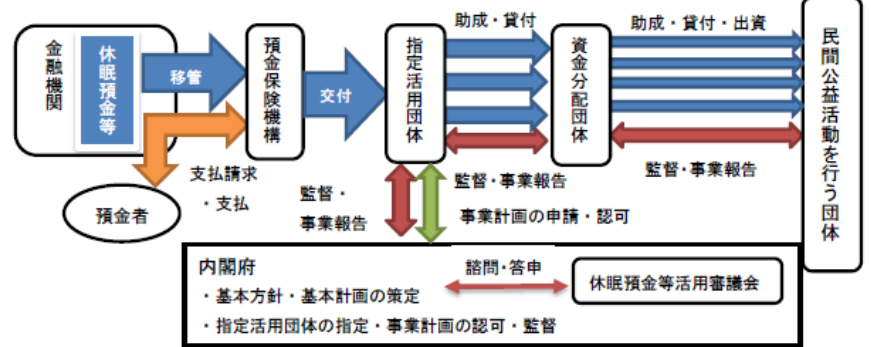 金融機関
休眠預金等
移管
預金保険機構
交付
指定活用団体
助成・貸付
資金分配団体
助成・貸付・出資
民間公益活動を行う団体
支払請求
・支払
預金者
監督・
事業報告
監督・事業報告
監督・事業報告
事業計画の申請・認可
内閣府
・基本方針・基本計画の策定
・指定活用団体の指定・事業計画の認可・監督
諮問・答申
休眠預金等活用審議会